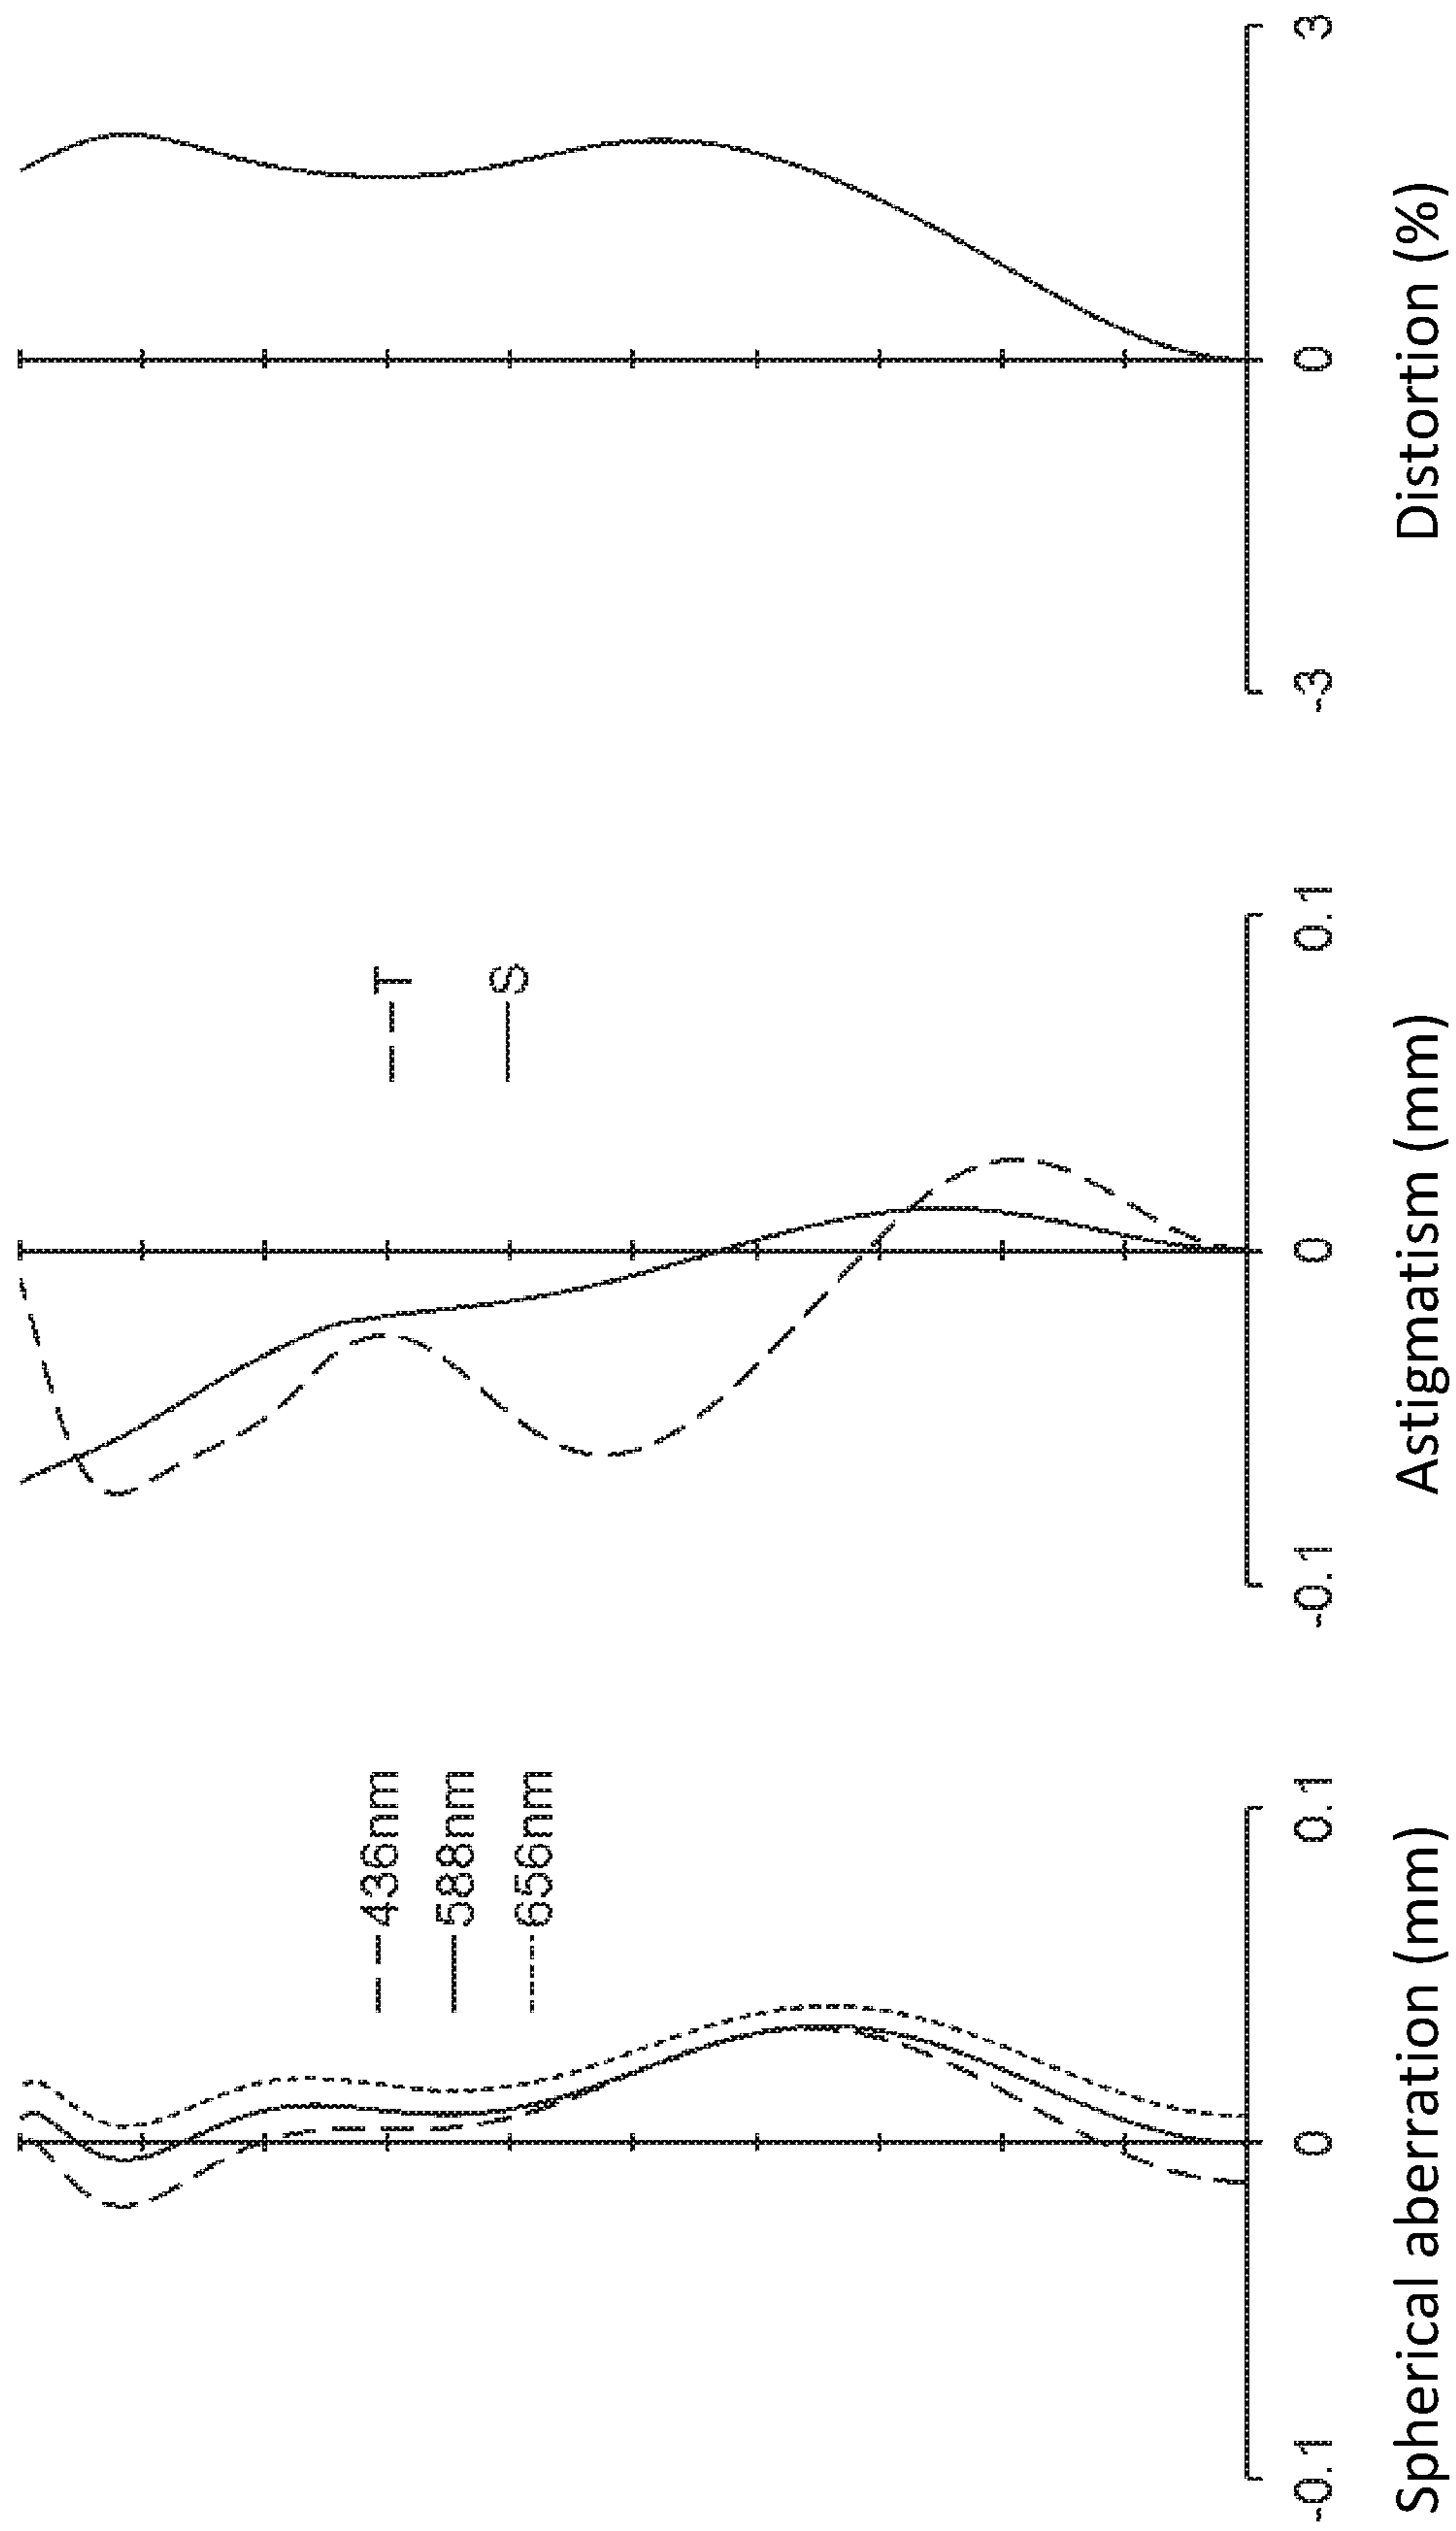 436nm
588nm
656nm
-0.1
0
0.1
Spherical aberration (mm)
T
S
-0.1
0
0.1
Astigmatism (mm)
-3
0
3
Distortion (%)